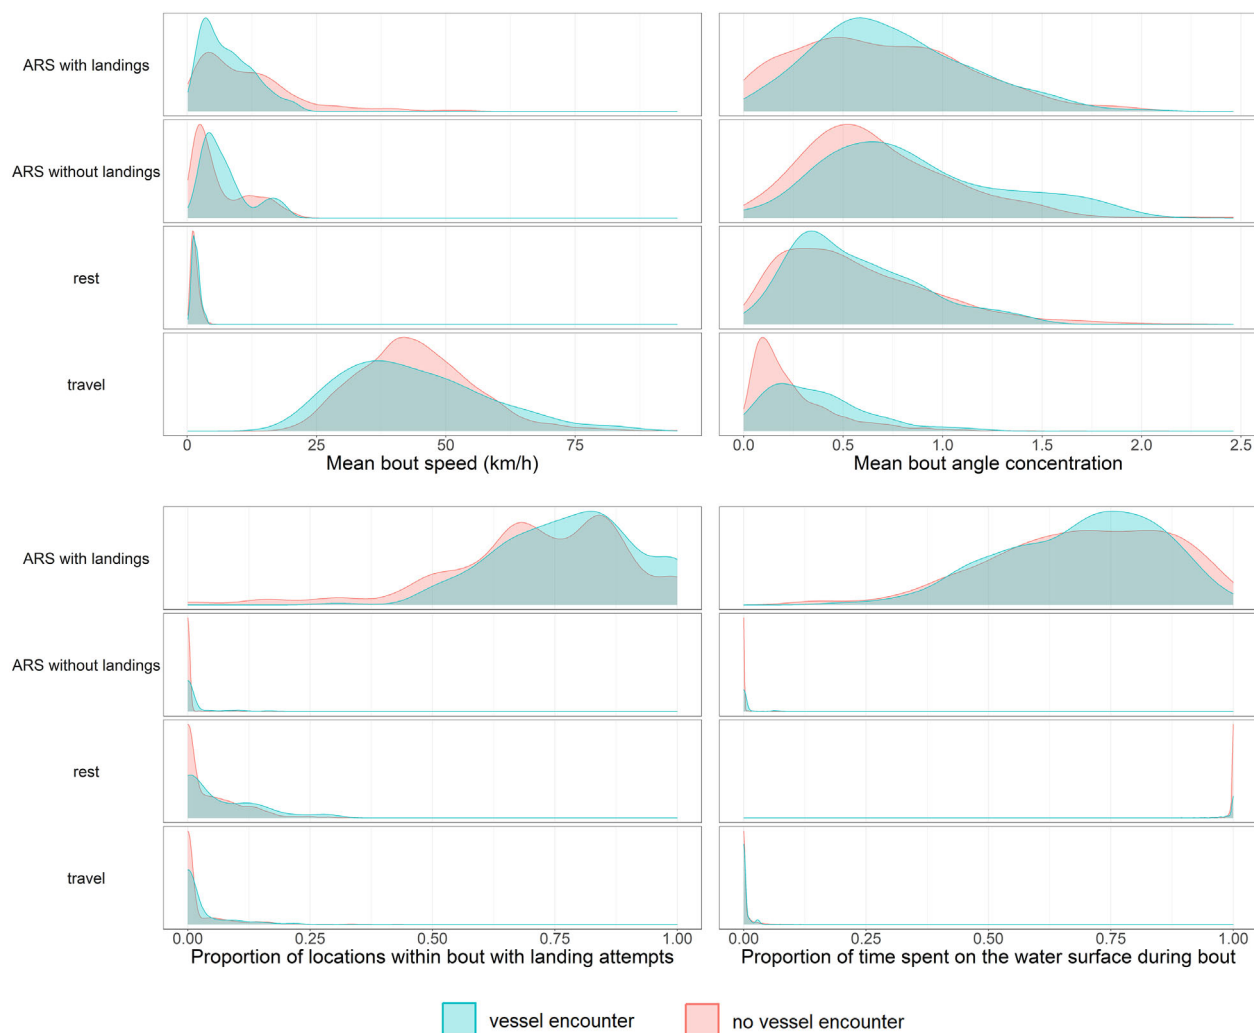 ARS with landings
ARS without landings
rest
travel
0 25 50 75
0.0 0.5 1.0 1.5 2.0 2.5
Mean bout speed (km/h)
Mean bout angle concentration
ARS with landings
ARS without landings
rest
travel
0.00 0.25 0.50 0.75 1.00
0.00 0.25 0.50 0.75 1.00
Proportion of locations within bout with landing attempts
Proportion of time spent on the water surface during bout
vessel encounter
no vessel encounter